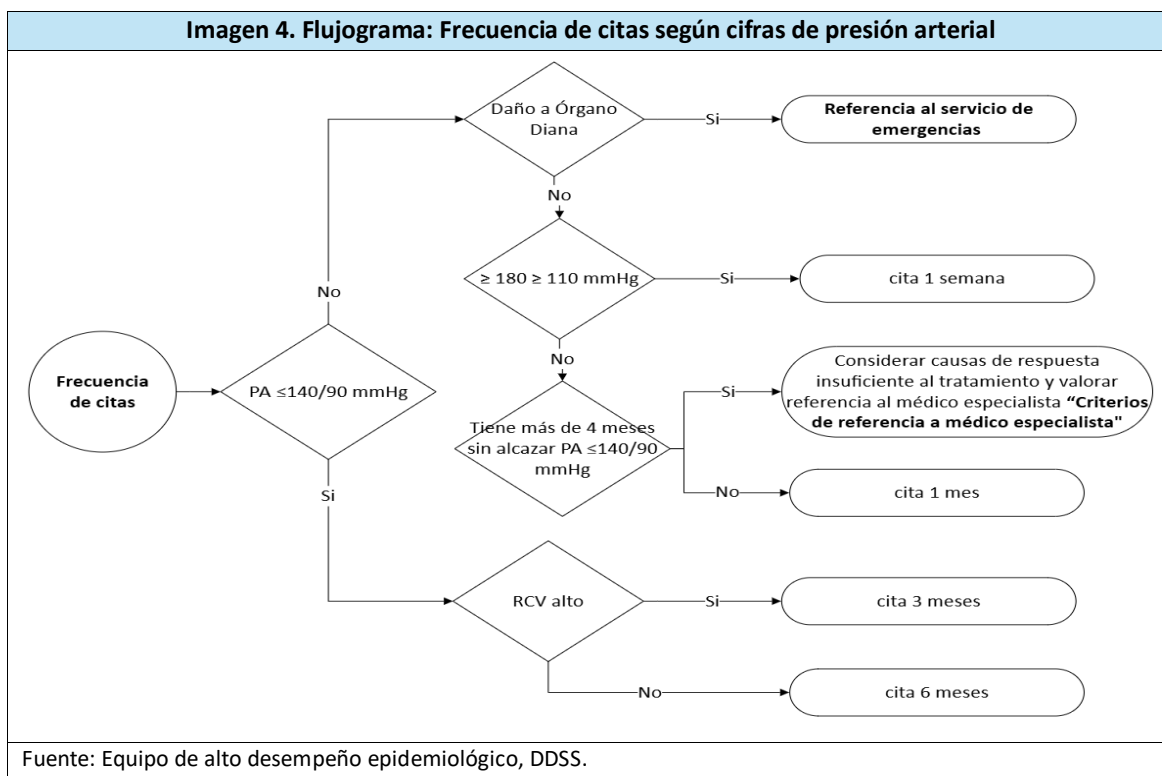 Imagen 4. Flujograma: Frecuencia de citas según cifras de presión arterial
Daño a Órgano
Diana
Si
Referencia al servicio de
emergencias
No
≥ 180 ≥ 110 mmHg
Si
cita 1 semana
No
No
Frecuencia
de citas
PA ≤140/90 mmHg
Tiene más de 4 meses
sin alcazar PA ≤140/90
mmHg
Si
Considerar causas de respuesta
insuficiente al tratamiento y valorar
referencia al médico especialista “Criterios
de referencia a médico especialista"
No
cita 1 mes
Si
RCV alto
Si
cita 3 meses
No
cita 6 meses
Fuente: Equipo de alto desempeño epidemiológico, DDSS.